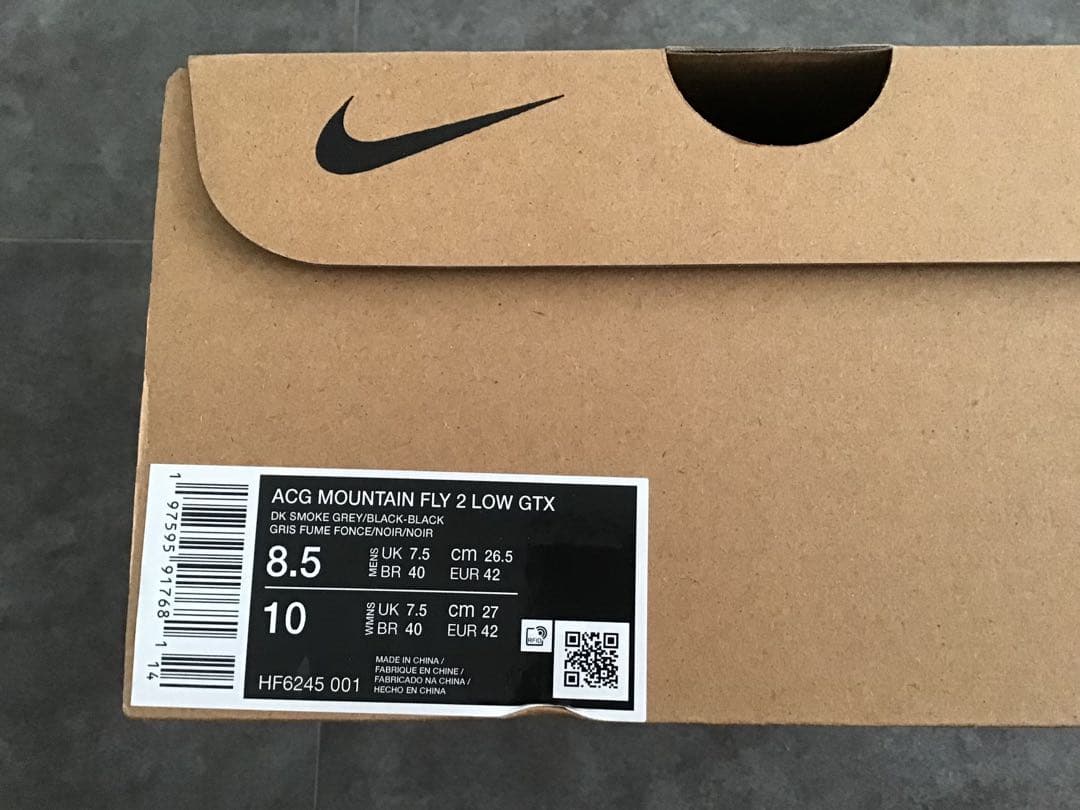 ACG MOUNTAIN FLY 2 LOW GTX
DK SMOKE GREY/BLACK-BLACK
GRIS FUME FONCE/NOIR/NOIR
8.5 MENS UK 7.5 cm 26.5
BR 40 EUR 42
10 WMNS UK 7.5 cm 27
BR 40 EUR 42
RFID
HF6245 001
MADE IN CHINA /
FABRIQUE EN CHINE /
FABRICADO NA CHINA /
HECHO EN CHINA
1 97595 91768 1 14